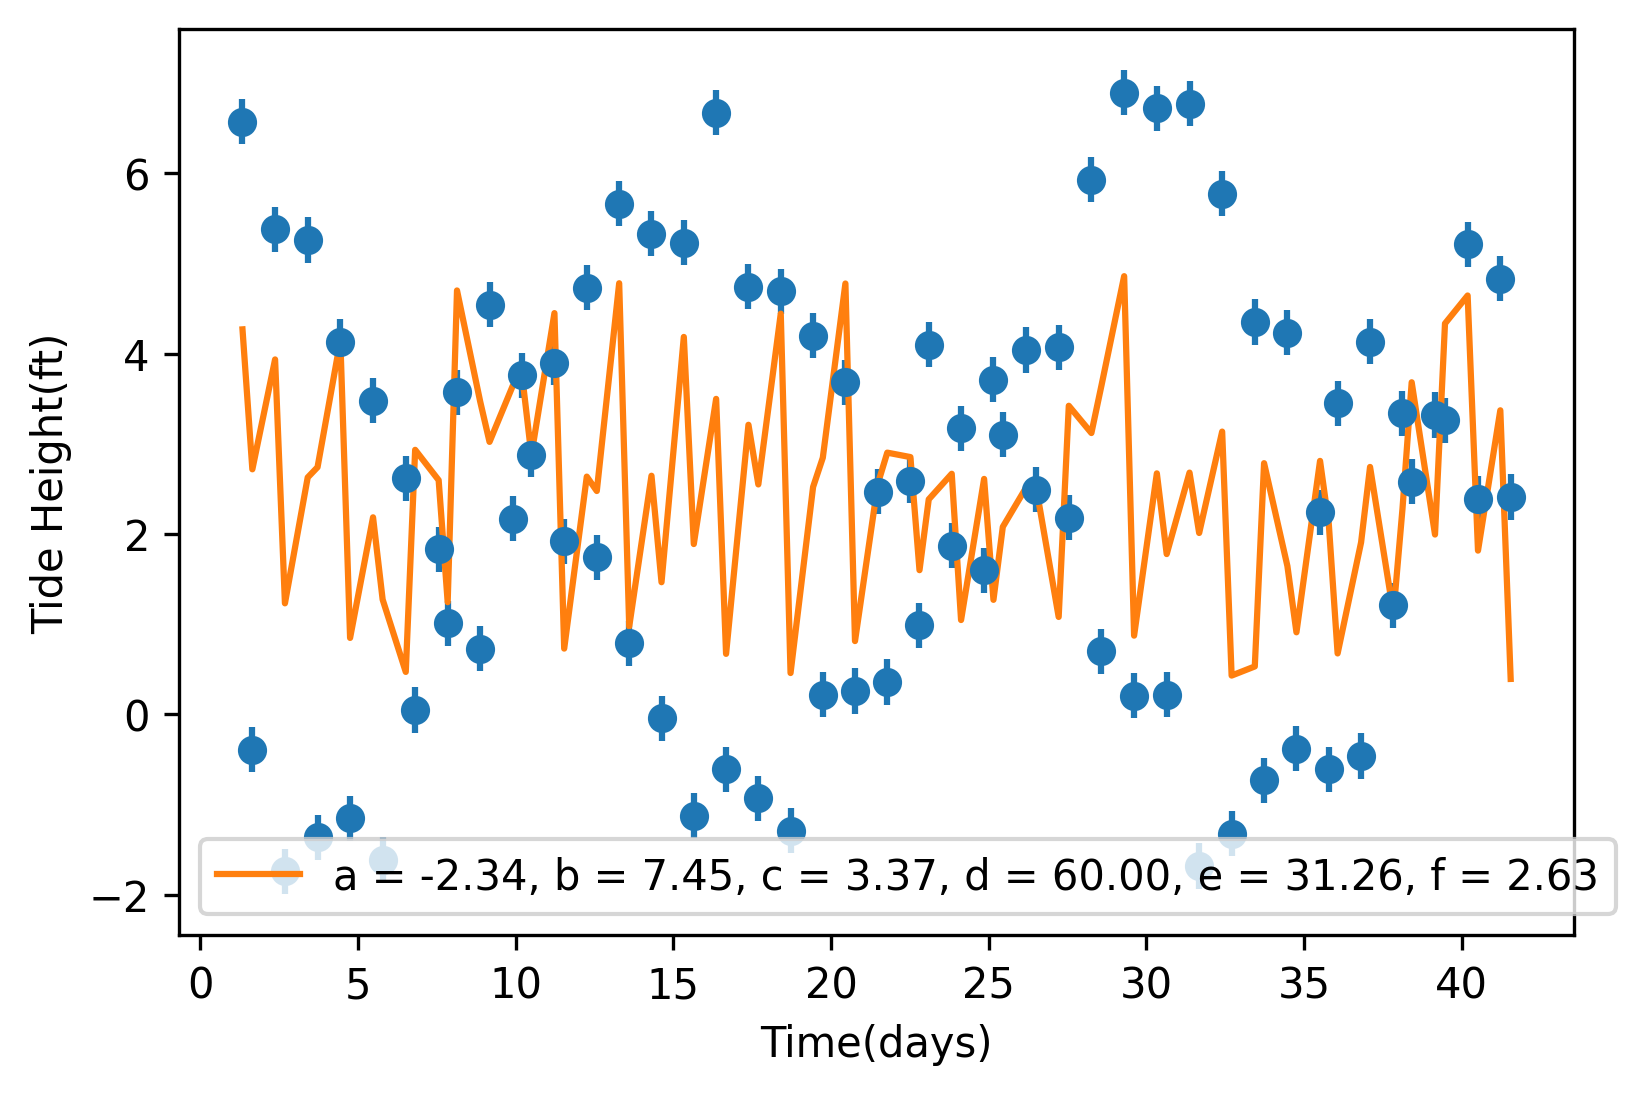 Tide Height(ft)
6
4
2
0
−2
a = -2.34, b = 7.45, c = 3.37, d = 60.00, e = 31.26, f = 2.63
0 5 10 15 20 25 30 35 40
Time(days)